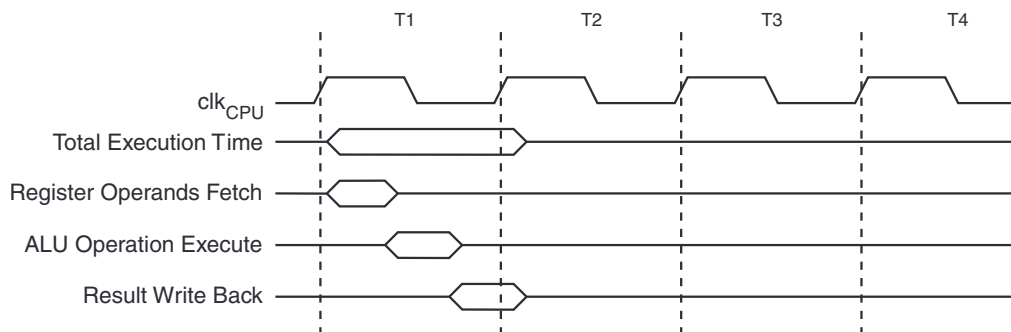 T1 T2 T3 T4
clkCPU
Total Execution Time
Register Operands Fetch
ALU Operation Execute
Result Write Back